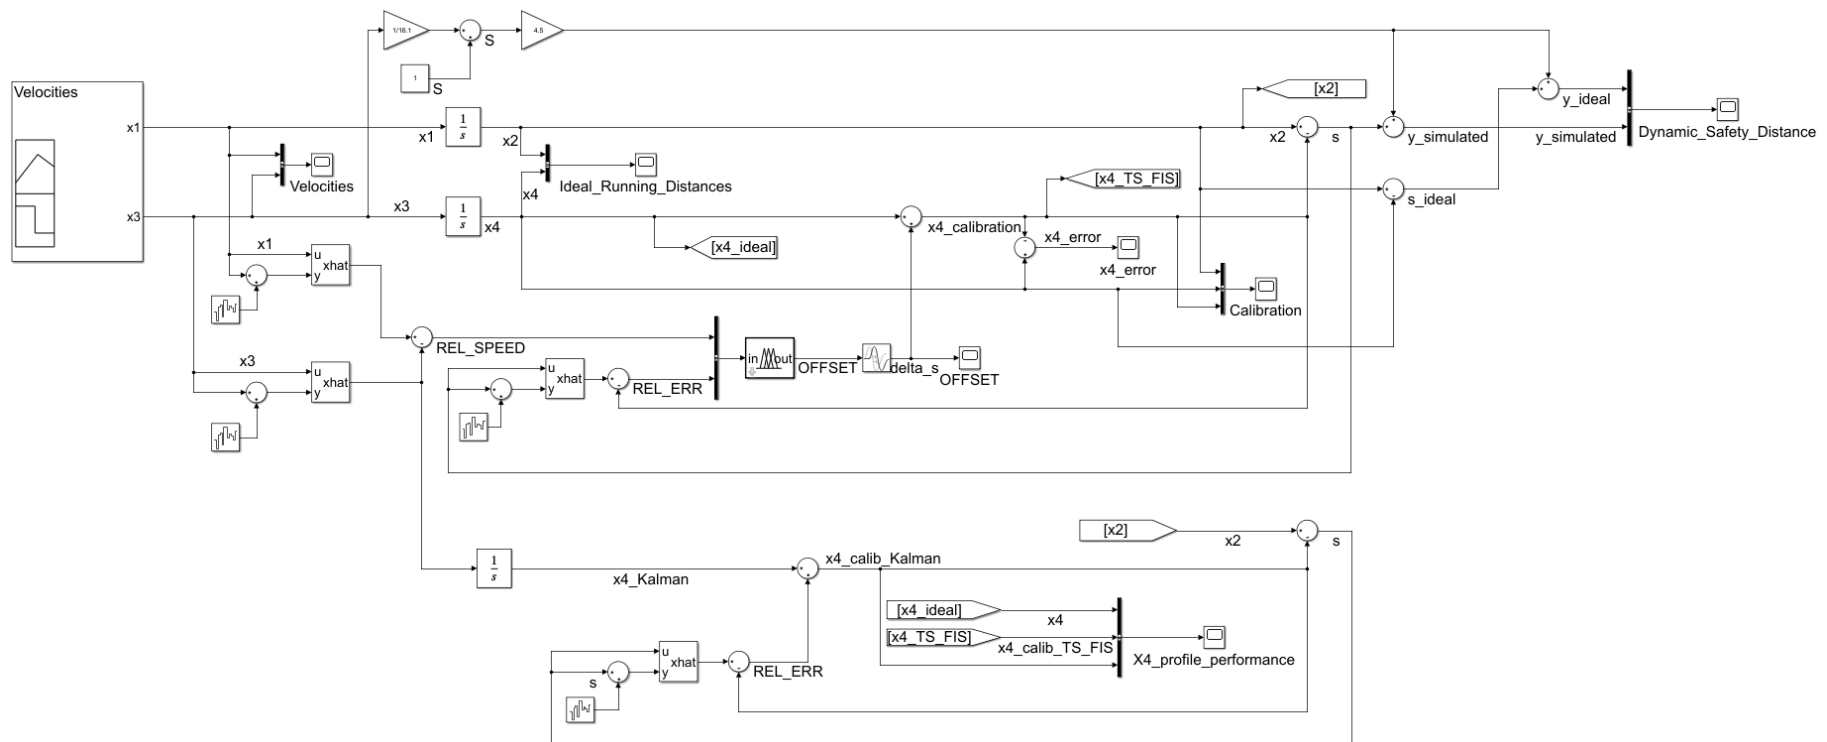 1/16.1
S
4.5
1
S
Velocities
x1
x3
[x2]
y_ideal
Dynamic_Safety_Distance
x1
1
s
x2
x2
s
y_simulated
y_simulated
Velocities
x4
Ideal_Running_Distances
[x4_TS_FIS]
s_ideal
x3
1
s
x4
x4_calibration
[x4_ideal]
x4_error
x4_error
x1
u
y
xhat
Calibration
REL_SPEED
x3
u
y
xhat
u
y
xhat
REL_ERR
in
out
OFFSET
delta_s
OFFSET
[x2]
x2
s
1
s
x4_Kalman
x4_calib_Kalman
[x4_ideal]
x4
[x4_TS_FIS]
x4_calib_TS_FIS
X4_profile_performance
s
u
y
xhat
REL_ERR